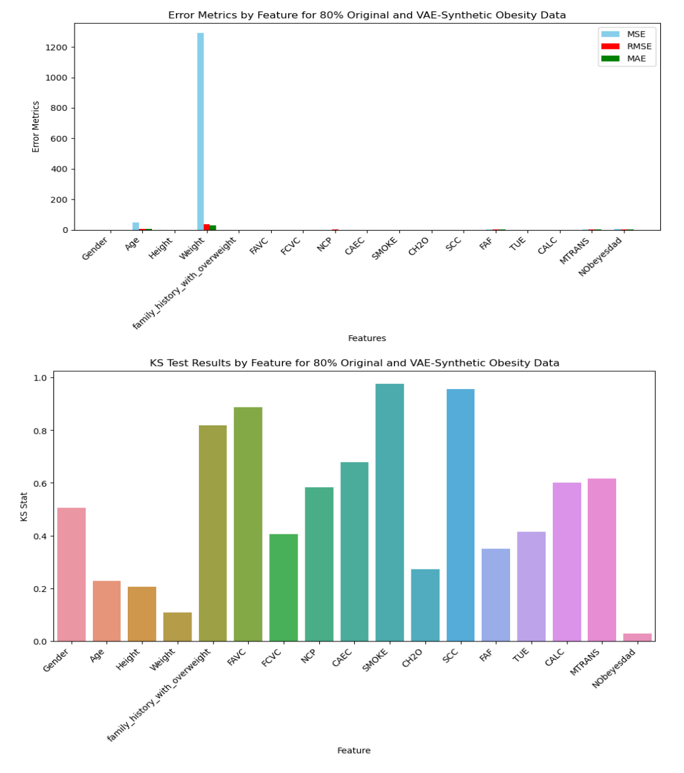 Error Metrics by Feature for 80% Original and VAE-Synthetic Obesity Data
MSE
RMSE
MAE
Error Metrics
1200
1000
800
600
400
200
0
Gender
Age
Height
Weight
family_history_with_overweight
FAVC
FCVC
NCP
CAEC
SMOKE
CH2O
SCC
FAF
TUE
CALC
MTRANS
NObeyesdad
Features
KS Test Results by Feature for 80% Original and VAE-Synthetic Obesity Data
KS Stat
1.0
0.8
0.6
0.4
0.2
0.0
Gender
Age
Height
Weight
family_history_with_overweight
FAVC
FCVC
NCP
CAEC
SMOKE
CH2O
SCC
FAF
TUE
CALC
MTRANS
NObeyesdad
Feature